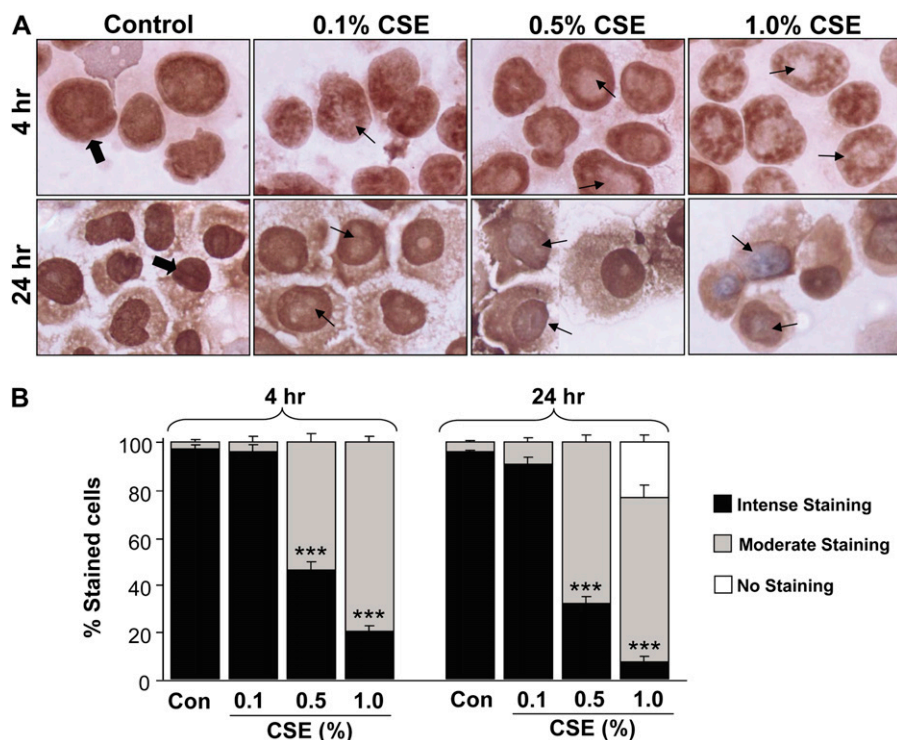 A
Control 0.1% CSE 0.5% CSE 1.0% CSE
4 hr
24 hr
B
4 hr 24 hr
% Stained cells
100
80
60
40
20
0
*** *** *** ***
Con 0.1 0.5 1.0 Con 0.1 0.5 1.0
CSE (%) CSE (%)
Intense Staining
Moderate Staining
No Staining